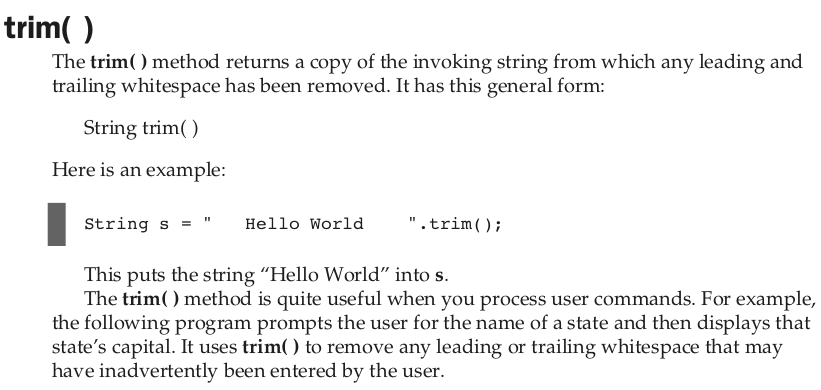 trim( )
The trim( ) method returns a copy of the invoking string from which any leading and
trailing whitespace has been removed. It has this general form:
String trim( )
Here is an example:
String s = "   Hello World    ".trim();
This puts the string “Hello World” into s.
The trim( ) method is quite useful when you process user commands. For example,
the following program prompts the user for the name of a state and then displays that
state’s capital. It uses trim( ) to remove any leading or trailing whitespace that may
have inadvertently been entered by the user.